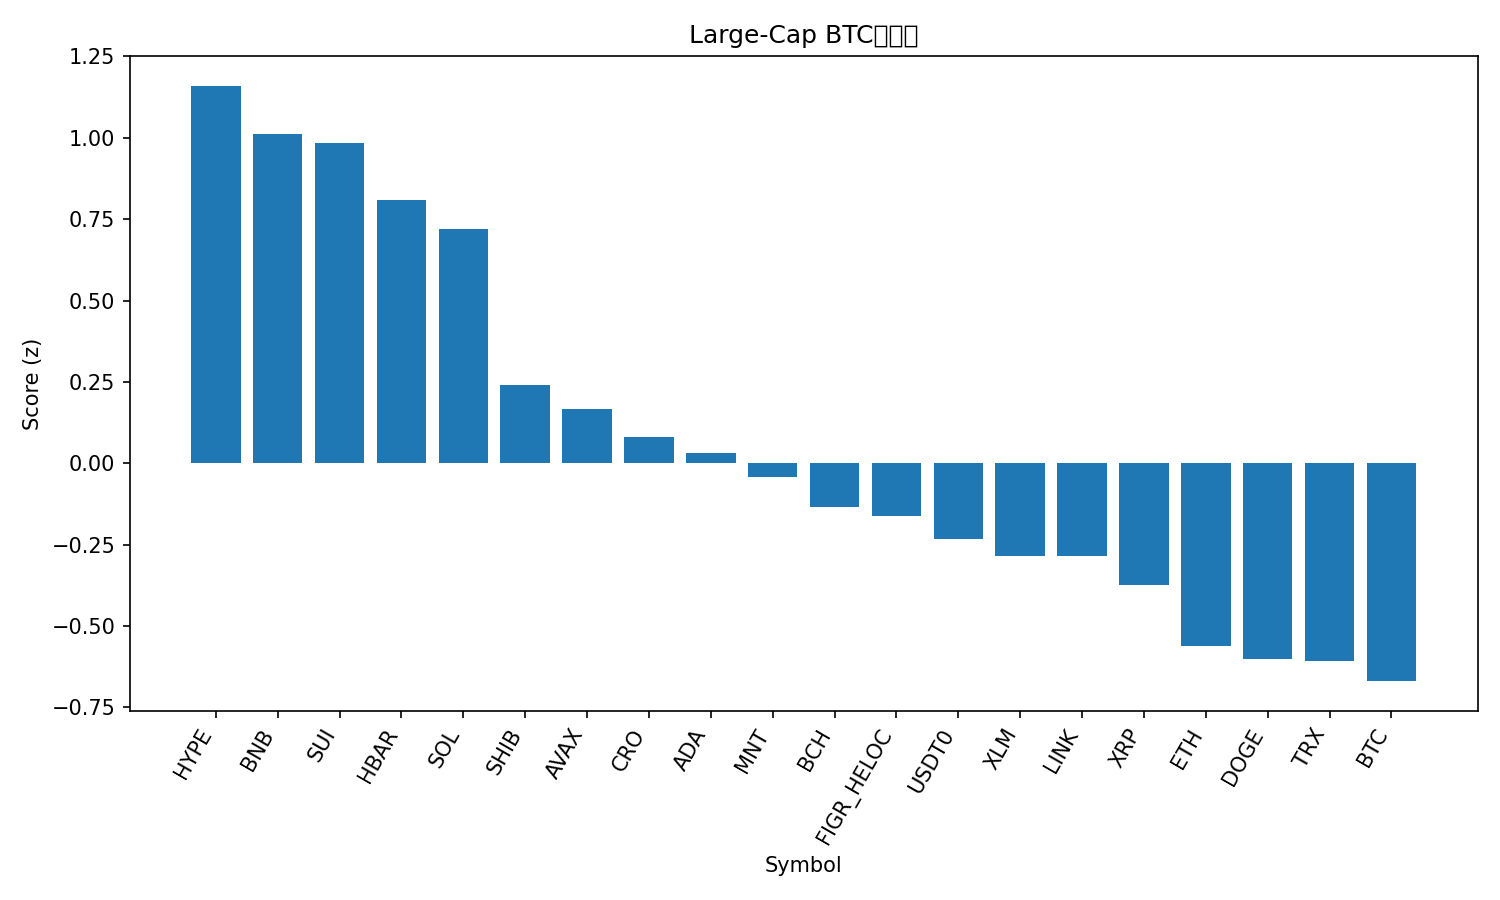 Large-Cap BTC
1.25
1.00
0.75
0.50
0.25
0.00
−0.25
−0.50
−0.75
Score (z)
HYPE
BNB
SUI
HBAR
SOL
SHIB
AVAX
CRO
ADA
MNT
BCH
FIGR_HELOC
USDT0
XLM
LINK
XRP
ETH
DOGE
TRX
BTC
Symbol